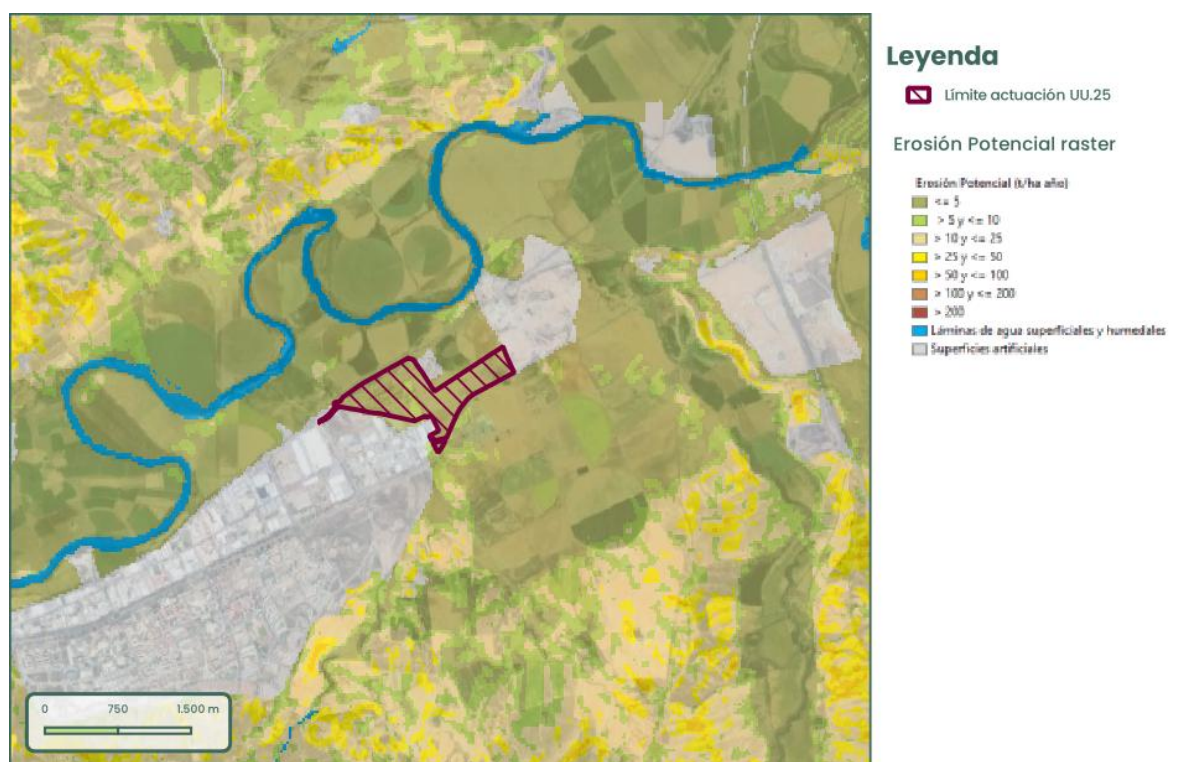 Leyenda
Límite actuación UU.25
Erosión Potencial raster
Erosión Potencial (t/ha año)
<= 5
> 5 y <= 10
> 10 y <= 25
> 25 y <= 50
> 50 y <= 100
> 100 y <= 200
> 200
Láminas de agua superficiales y humedales
Superficies artificiales
0 750 1.500 m